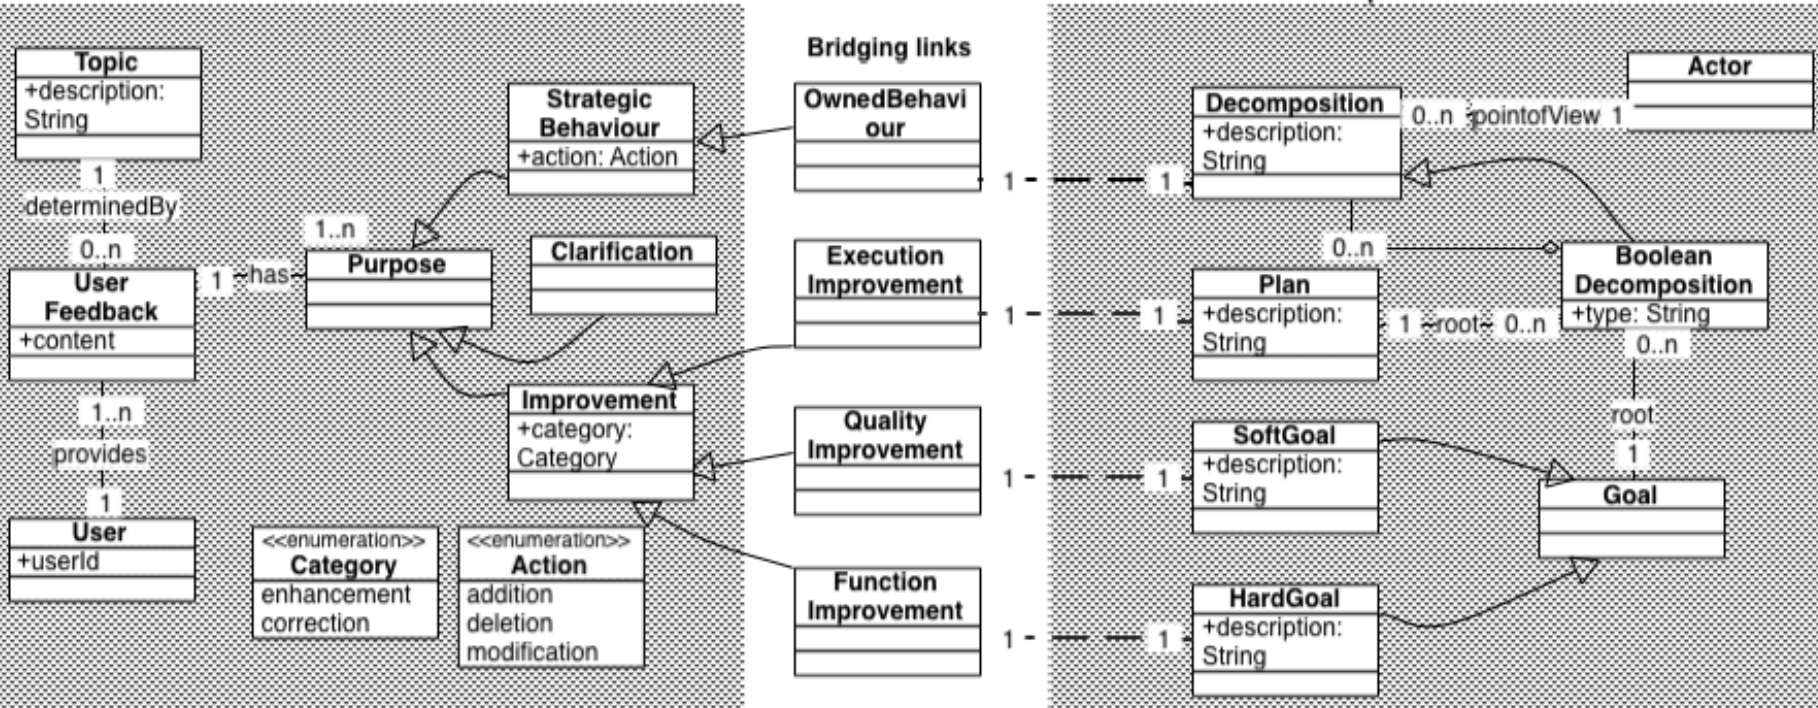 Topic
+description:
String
1
determinedBy
0..n
User
Feedback
+content
1
has
1..n
Purpose
1..n
provides
1
User
+userId
Strategic
Behaviour
+action: Action
Clarification
Improvement
+category:
Category
<<enumeration>>
Category
enhancement
correction
<<enumeration>>
Action
addition
deletion
modification
Bridging links
OwnedBehavi
our
1
1
Execution
Improvement
1
1
Quality
Improvement
1
1
Function
Improvement
1
1
Decomposition
+description:
String
0..n
pointofView
1
Actor
0..n
Boolean
Decomposition
+type: String
Plan
+description:
String
1
root
0..n
0..n
root
1
SoftGoal
+description:
String
Goal
HardGoal
+description:
String